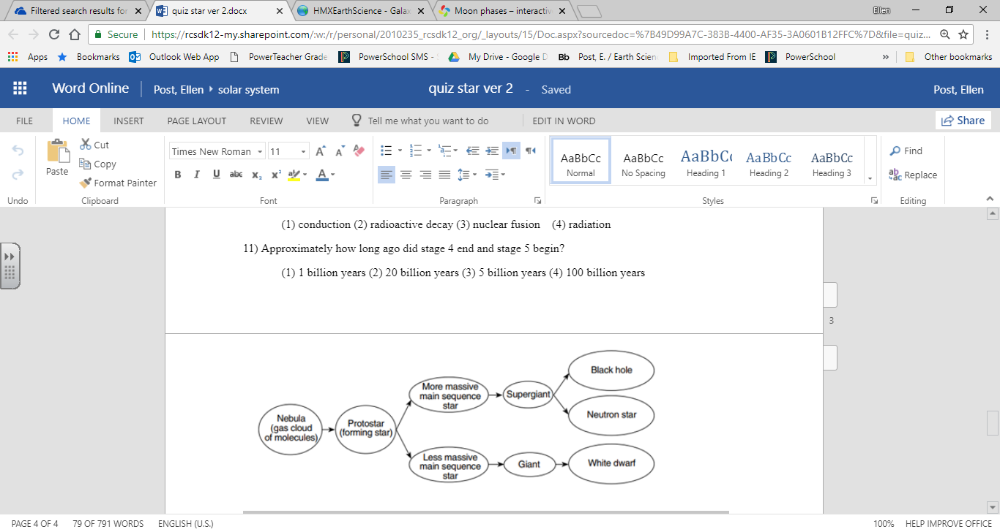 Filtered search results for
quiz star ver 2.docx
HMXEarthScience - Galax
Moon phases – interactiv
Ellen
Secure
https://rcsdk12-my.sharepoint.com/:w:/r/personal/2010235_rcsdk12_org/_layouts/15/Doc.aspx?sourcedoc=%7B49D99A7C-383B-4400-AF35-3A0601B12FFC%7D&file=quiz...
Apps
Bookmarks
Outlook Web App
PowerTeacher Grade
PowerSchool SMS -
My Drive - Google D
Bb
Post, E. / Earth Scien
Imported From IE
PowerSchool
»
Other bookmarks
Word Online
Post, Ellen
solar system
quiz star ver 2 - Saved
Post, Ellen
FILE
HOME
INSERT
PAGE LAYOUT
REVIEW
VIEW
Tell me what you want to do
EDIT IN WORD
Share
Paste
Cut
Copy
Format Painter
Undo
Clipboard
Times New Roman
11
B I U abc x₂ x² ab A
Font
Paragraph
AaBbCc
Normal
AaBbCc
No Spacing
AaBbC
Heading 1
AaBbCc
Heading 2
AaBbCc
Heading 3
Styles
Find
Replace
Editing
(1) conduction (2) radioactive decay (3) nuclear fusion (4) radiation
11) Approximately how long ago did stage 4 end and stage 5 begin?
(1) 1 billion years (2) 20 billion years (3) 5 billion years (4) 100 billion years
3
Nebula
(gas cloud
of molecules)
Protostar
(forming star)
More massive
main sequence
star
Supergiant
Black hole
Neutron star
Less massive
main sequence
star
Giant
White dwarf
PAGE 4 OF 4
79 OF 791 WORDS
ENGLISH (U.S.)
100%
HELP IMPROVE OFFICE